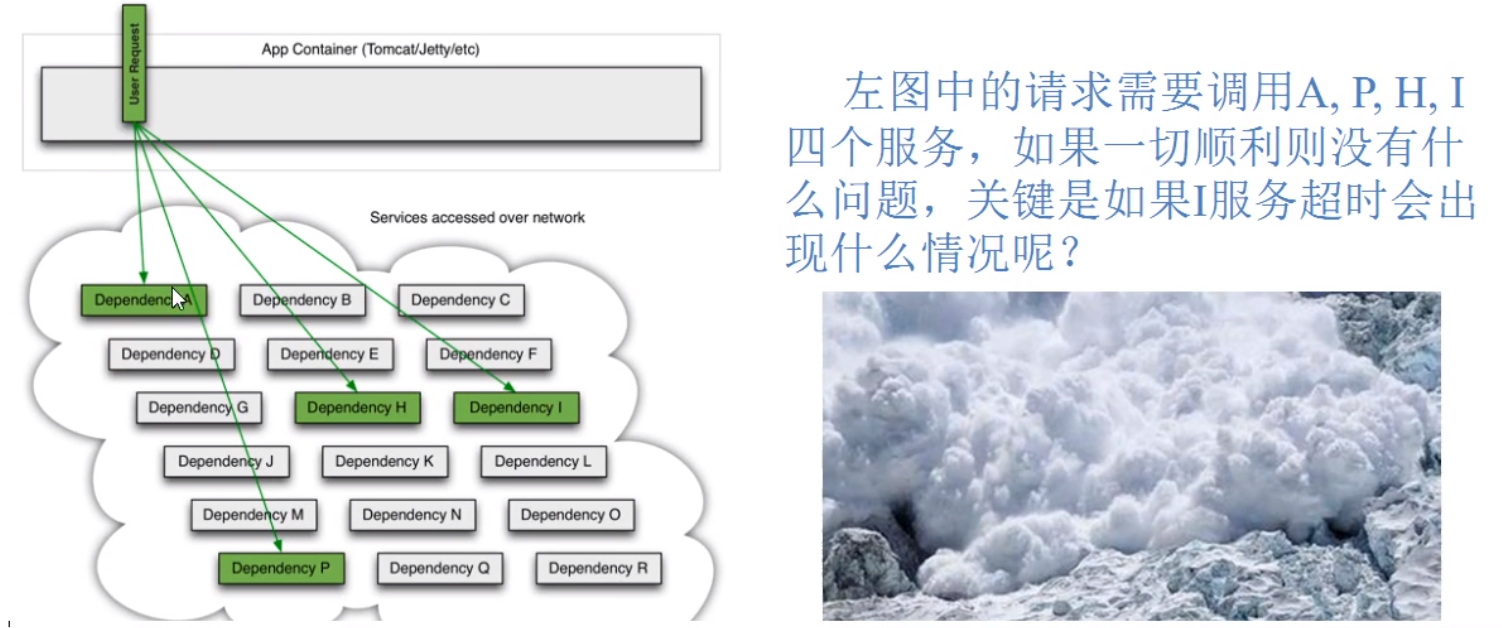 User Request
App Container (Tomcat/Jetty/etc)
Services accessed over network
Dependency A
Dependency B
Dependency C
Dependency D
Dependency E
Dependency F
Dependency G
Dependency H
Dependency I
Dependency J
Dependency K
Dependency L
Dependency M
Dependency N
Dependency O
Dependency P
Dependency Q
Dependency R
左图中的请求需要调用A, P, H, I
四个服务，如果一切顺利则没有什
么问题，关键是如果I服务超时会出
现什么情况呢？